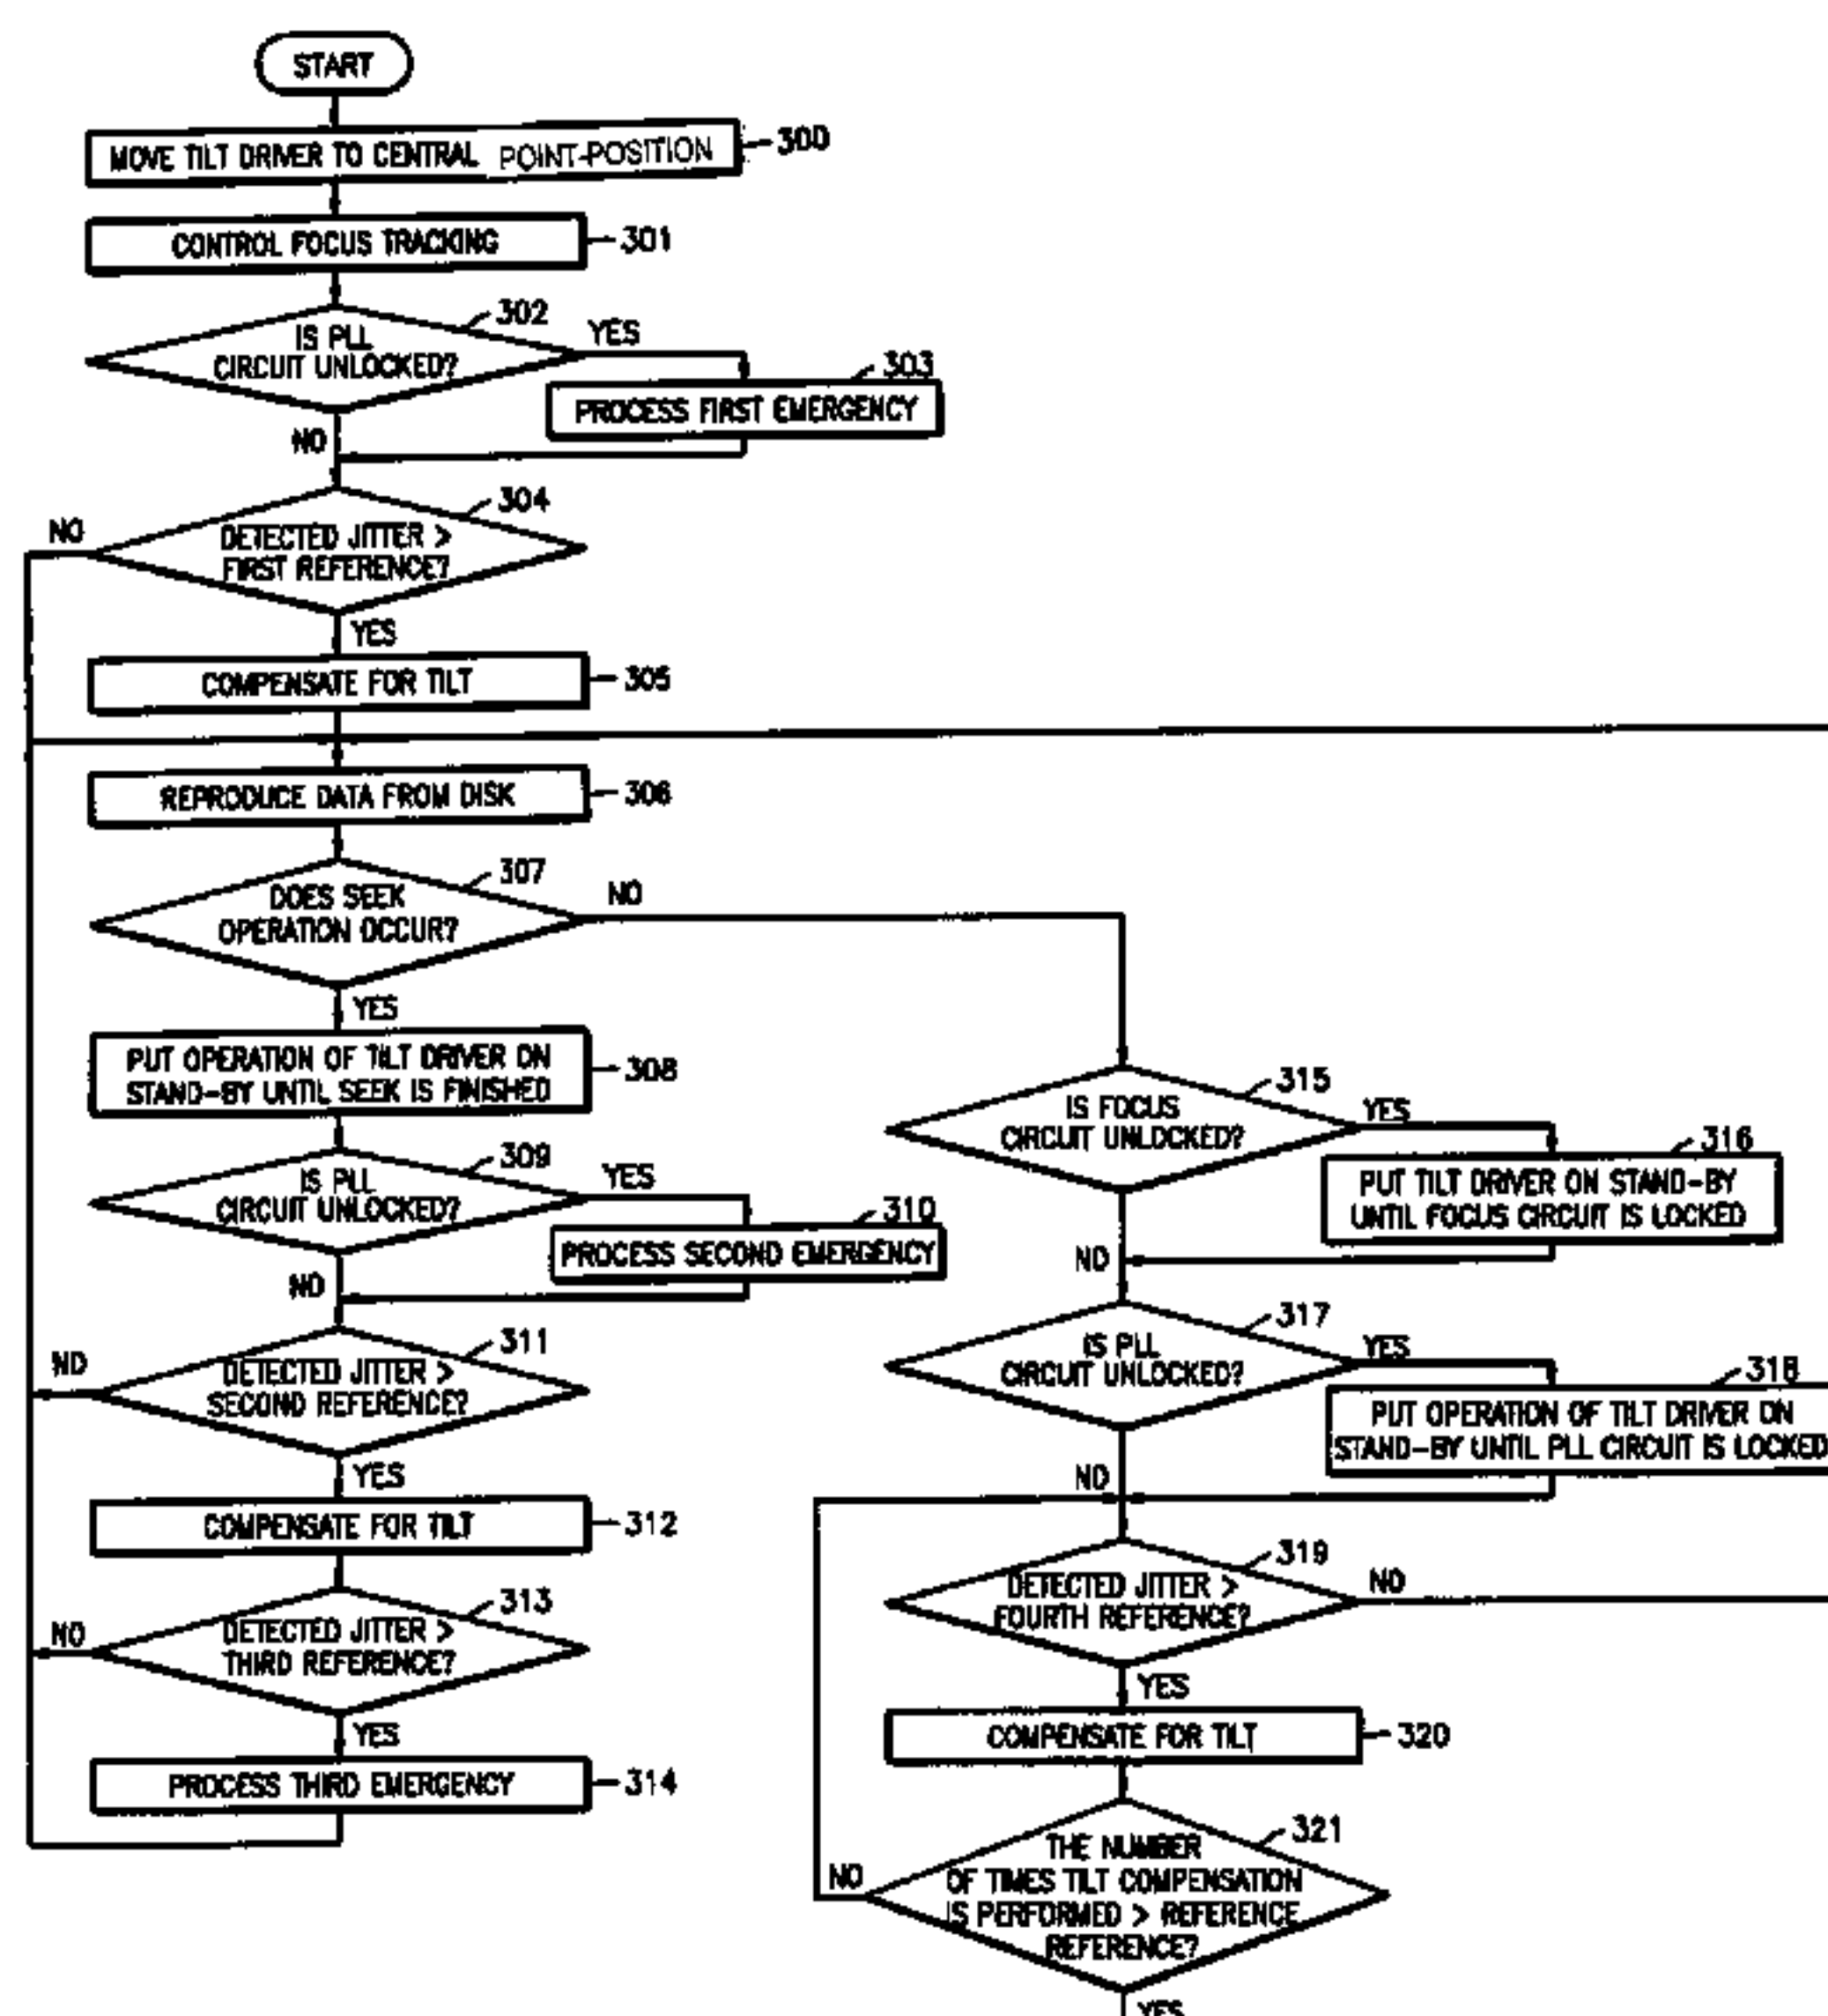 START
MOVE TILT DRIVER TO CENTRAL POINT-POSITION
300
CONTROL FOCUS TRACKING
301
302
IS PLL
CIRCUIT UNLOCKED?
YES
303
PROCESS FIRST EMERGENCY
NO
304
NO
DETECTED JITTER >
FIRST REFERENCE?
YES
COMPENSATE FOR TILT
305
REPRODUCE DATA FROM DISK
306
307
DOES SEEK
OPERATION OCCUR?
NO
YES
PUT OPERATION OF TILT DRIVER ON
STAND-BY UNTIL SEEK IS FINISHED
308
309
IS PLL
CIRCUIT UNLOCKED?
YES
310
PROCESS SECOND EMERGENCY
NO
311
NO
DETECTED JITTER >
SECOND REFERENCE?
YES
COMPENSATE FOR TILT
312
313
NO
DETECTED JITTER >
THIRD REFERENCE?
YES
PROCESS THIRD EMERGENCY
314
315
IS FOCUS
CIRCUIT UNLOCKED?
YES
316
PUT TILT DRIVER ON STAND-BY
UNTIL FOCUS CIRCUIT IS LOCKED
NO
317
IS PLL
CIRCUIT UNLOCKED?
YES
318
PUT OPERATION OF TILT DRIVER ON
STAND-BY UNTIL PLL CIRCUIT IS LOCKED
NO
319
DETECTED JITTER >
FOURTH REFERENCE?
NO
YES
COMPENSATE FOR TILT
320
321
THE NUMBER
OF TIMES TILT COMPENSATION
IS PERFORMED > REFERENCE
REFERENCE?
NO
YES